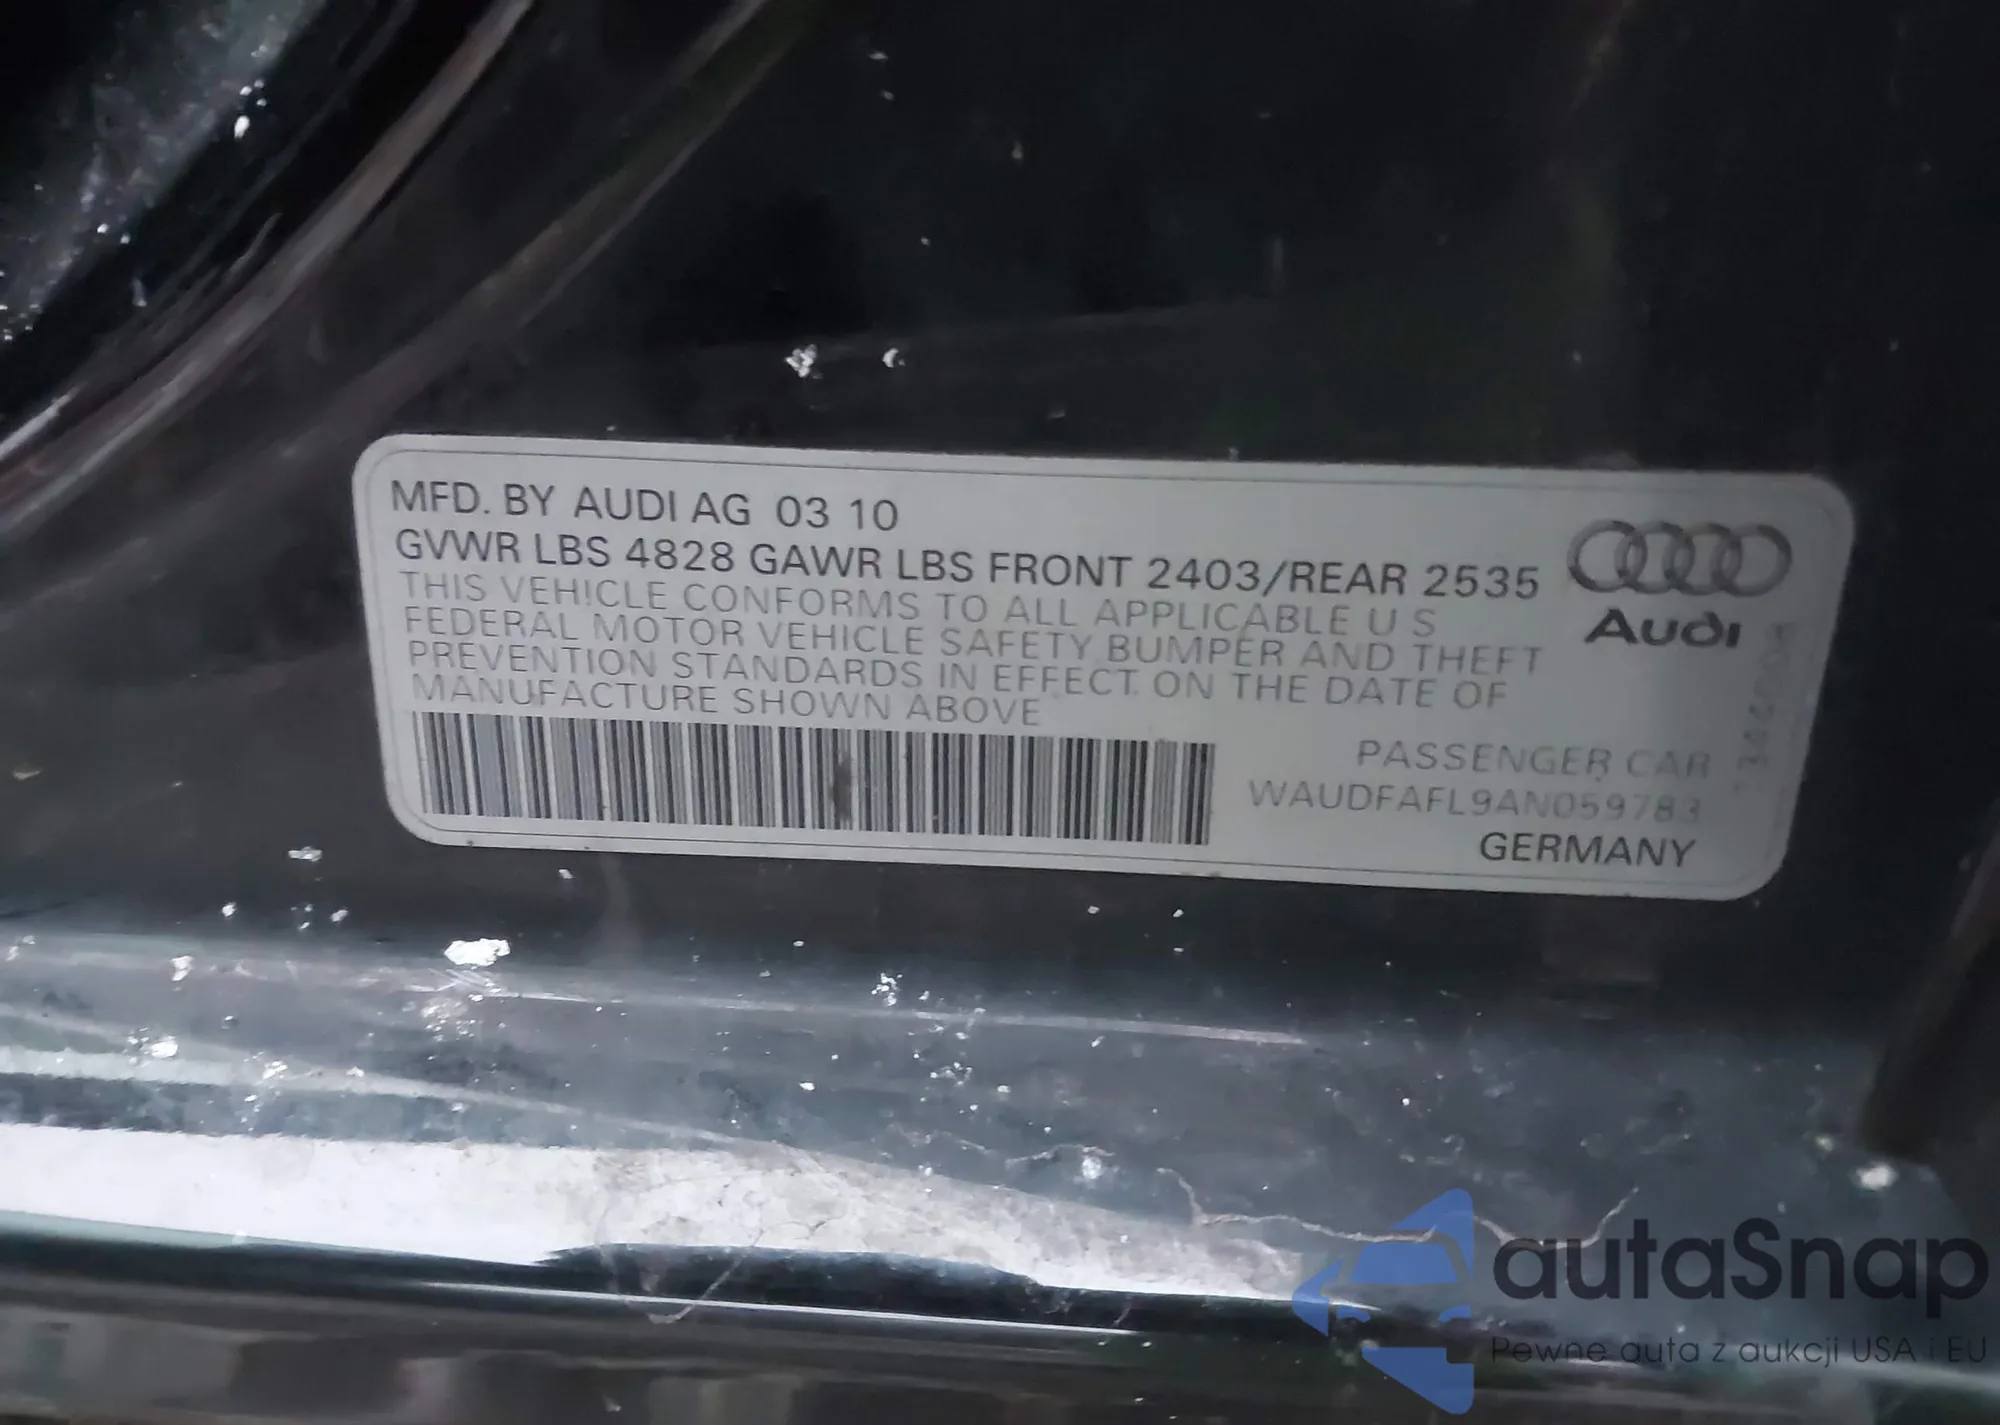 MFD. BY AUDI AG 03 10
GVWR LBS 4828 GAWR LBS FRONT 2403/REAR 2535
THIS VEHICLE CONFORMS TO ALL APPLICABLE U S
FEDERAL MOTOR VEHICLE SAFETY BUMPER AND THEFT
PREVENTION STANDARDS IN EFFECT ON THE DATE OF
MANUFACTURE SHOWN ABOVE
Audi
PASSENGER CAR
WAUDFAFL9AN059783
GERMANY
autaSnap
Pewne auta z aukcji USA i EU